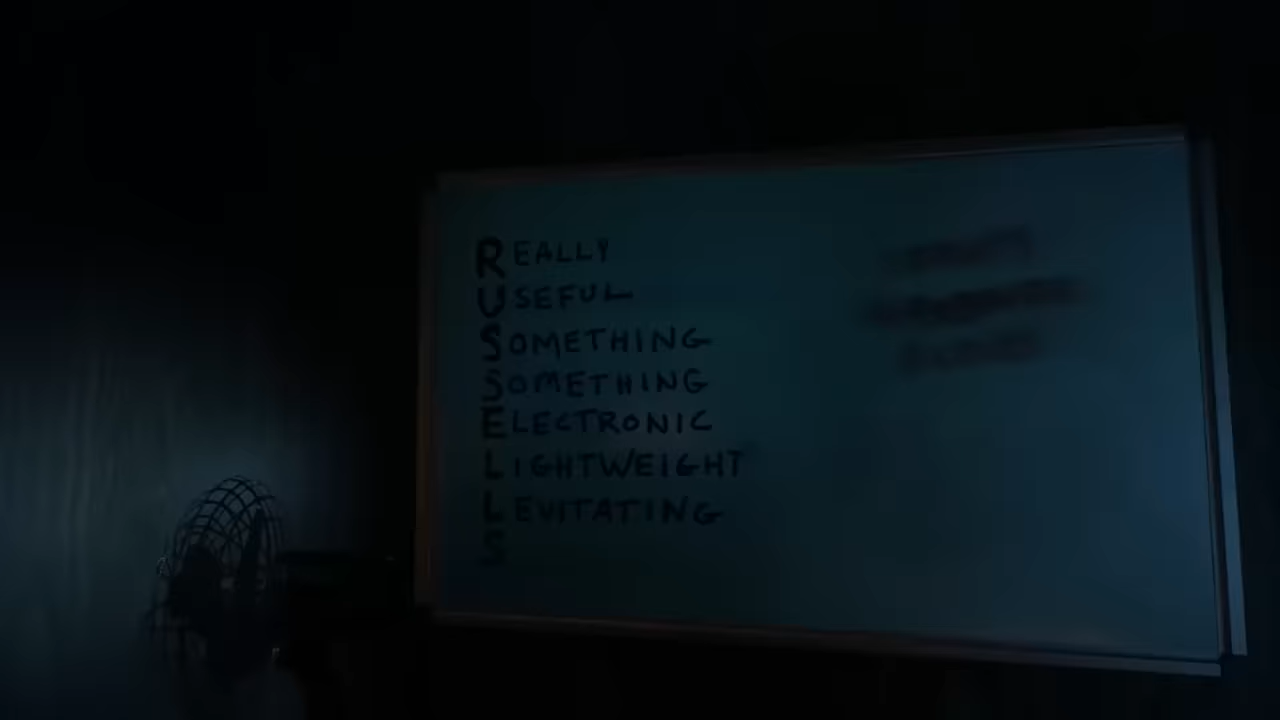 REALLY
USEFUL
SOMETHING
SOMETHING
ELECTRONIC
LIGHTWEIGHT
LEVITATING
S